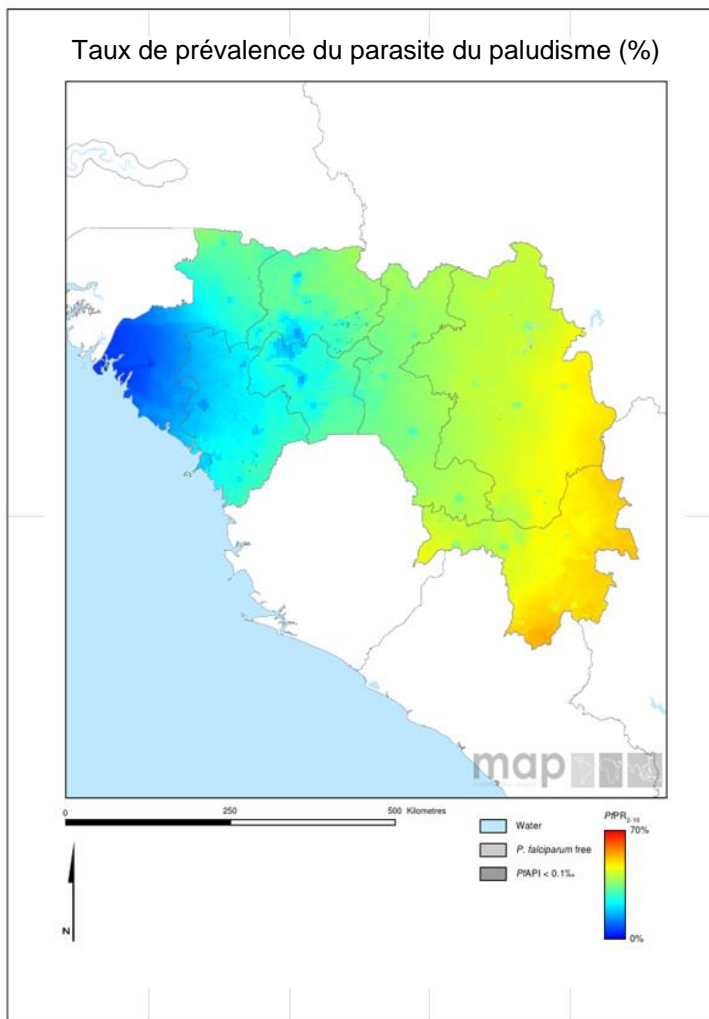 Taux de prévalence du parasite du paludisme (%)
map
0 250 500 Kilometres
N
Water
P. falciparum free
PfAPI < 0.1‰
PfPR2-10
70%
0%